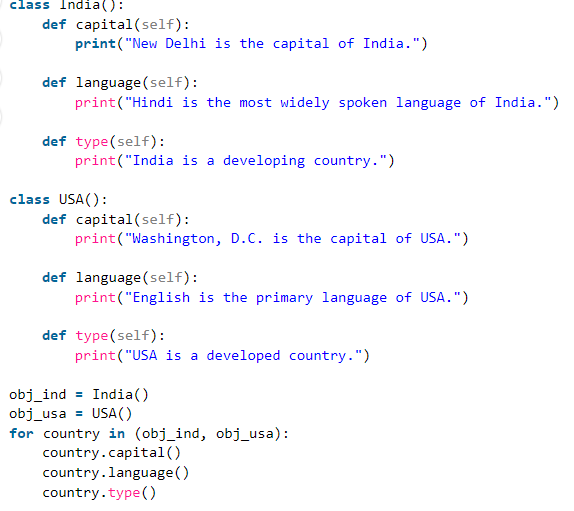 class India():
    def capital(self):
        print("New Delhi is the capital of India.")

    def language(self):
        print("Hindi is the most widely spoken language of India.")

    def type(self):
        print("India is a developing country.")

class USA():
    def capital(self):
        print("Washington, D.C. is the capital of USA.")

    def language(self):
        print("English is the primary language of USA.")

    def type(self):
        print("USA is a developed country.")

obj_ind = India()
obj_usa = USA()
for country in (obj_ind, obj_usa):
    country.capital()
    country.language()
    country.type()